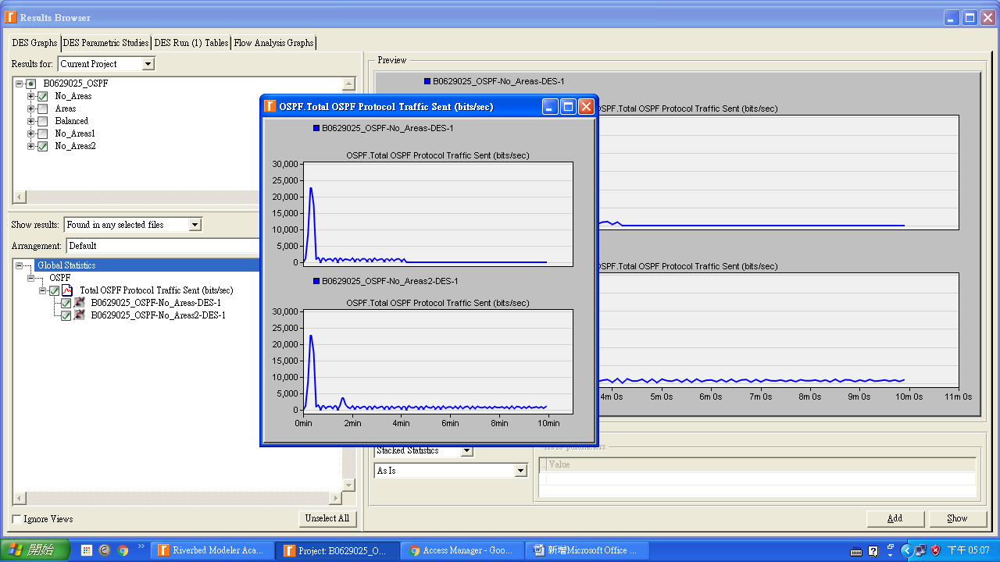 Results Browser
DES Graphs DES Parametric Studies DES Run (1) Tables Flow Analysis Graphs
Results for: Current Project
B0629025_OSPF
No_Areas
Areas
Balanced
No_Areas1
No_Areas2
Show results: Found in any selected files
Arrangement: Default
Global Statistics
OSPF
Total OSPF Protocol Traffic Sent (bits/sec)
B0629025_OSPF-No_Areas-DES-1
B0629025_OSPF-No_Areas2-DES-1
Ignore Views
Unselect All
OSPF.Total OSPF Protocol Traffic Sent (bits/sec)
B0629025_OSPF-No_Areas-DES-1
OSPF.Total OSPF Protocol Traffic Sent (bits/sec)
30,000
25,000
20,000
15,000
10,000
5,000
0
B0629025_OSPF-No_Areas2-DES-1
OSPF.Total OSPF Protocol Traffic Sent (bits/sec)
30,000
25,000
20,000
15,000
10,000
5,000
0
0min 2min 4min 6min 8min 10min
Preview
B0629025_OSPF-No_Areas-DES-1
OSPF.Total OSPF Protocol Traffic Sent (bits/sec)
OSPF.Total OSPF Protocol Traffic Sent (bits/sec)
4m 0s 5m 0s 6m 0s 7m 0s 8m 0s 9m 0s 10m 0s 11m 0s
Stacked Statistics
As Is
As Is parameters
Value
Add
Show
開始
Riverbed Modeler Aca...
Project: B0629025_O...
Access Manager - Goo...
新增Microsoft Office ...
下午 05:07